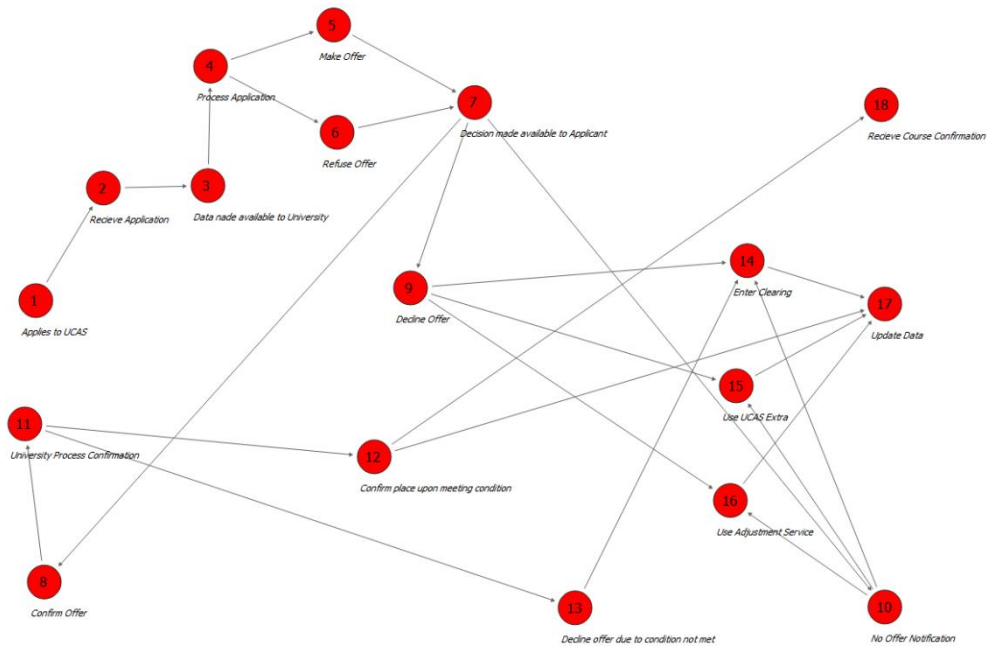 5
Make Offer
4
Process Application
7
Decision made available to Applicant
18
Recieve Course Confirmation
6
Refuse Offer
2
Recieve Application
3
Data nade available to University
14
Enter Clearing
9
Decline Offer
1
Applies to UCAS
17
Update Data
15
Use UCAS Extra
11
University Process Confirmation
12
Confirm place upon meeting condition
16
Use Adjustment Service
8
Confirm Offer
13
Decline offer due to condition not met
10
No Offer Notification